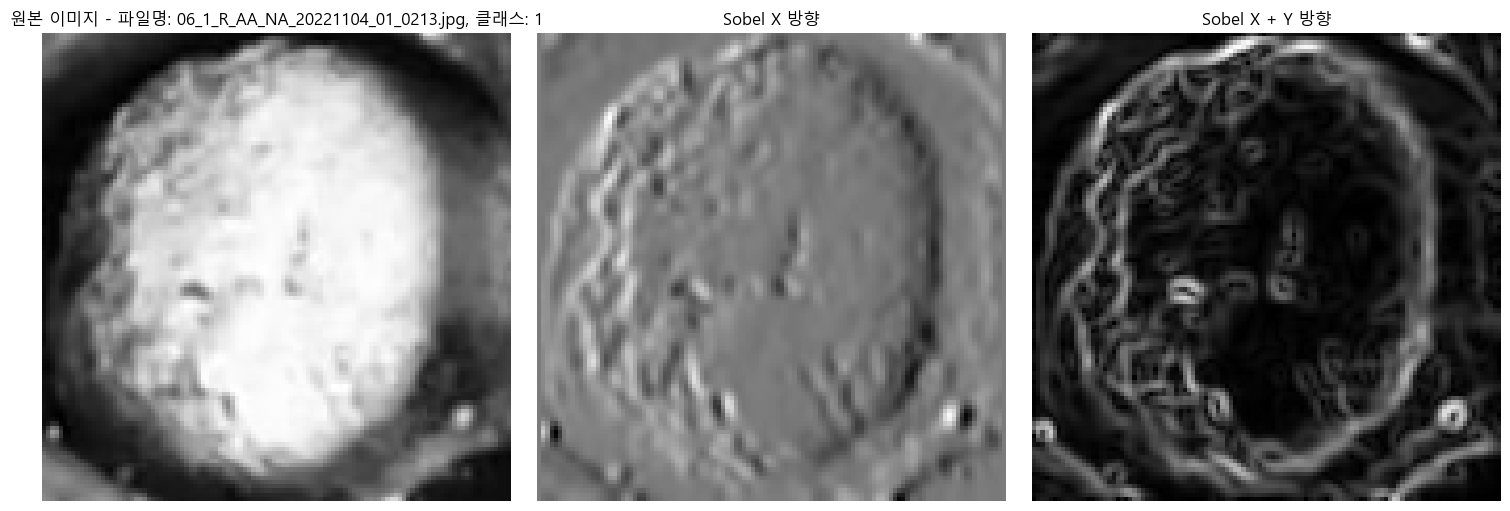 원본 이미지 - 파일명: 06_1_R_AA_NA_20221104_01_0213.jpg, 클래스: 1
Sobel X 방향
Sobel X + Y 방향